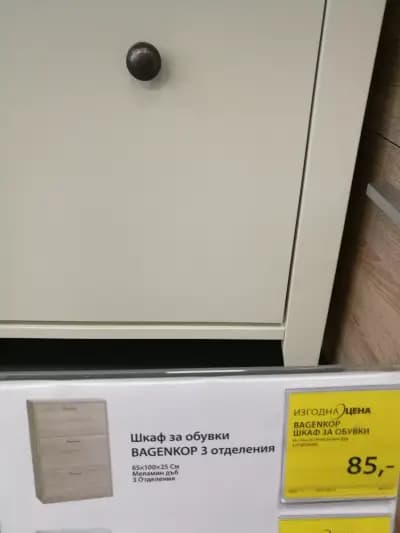 Шкаф за обувки
BAGENKOP 3 отделения
65x100x25 См
Меламин дъб
3 Отделения
ИЗГОДНА ЦЕНА
BAGENKOP
ШКАФ ЗА ОБУВКИ
85,-